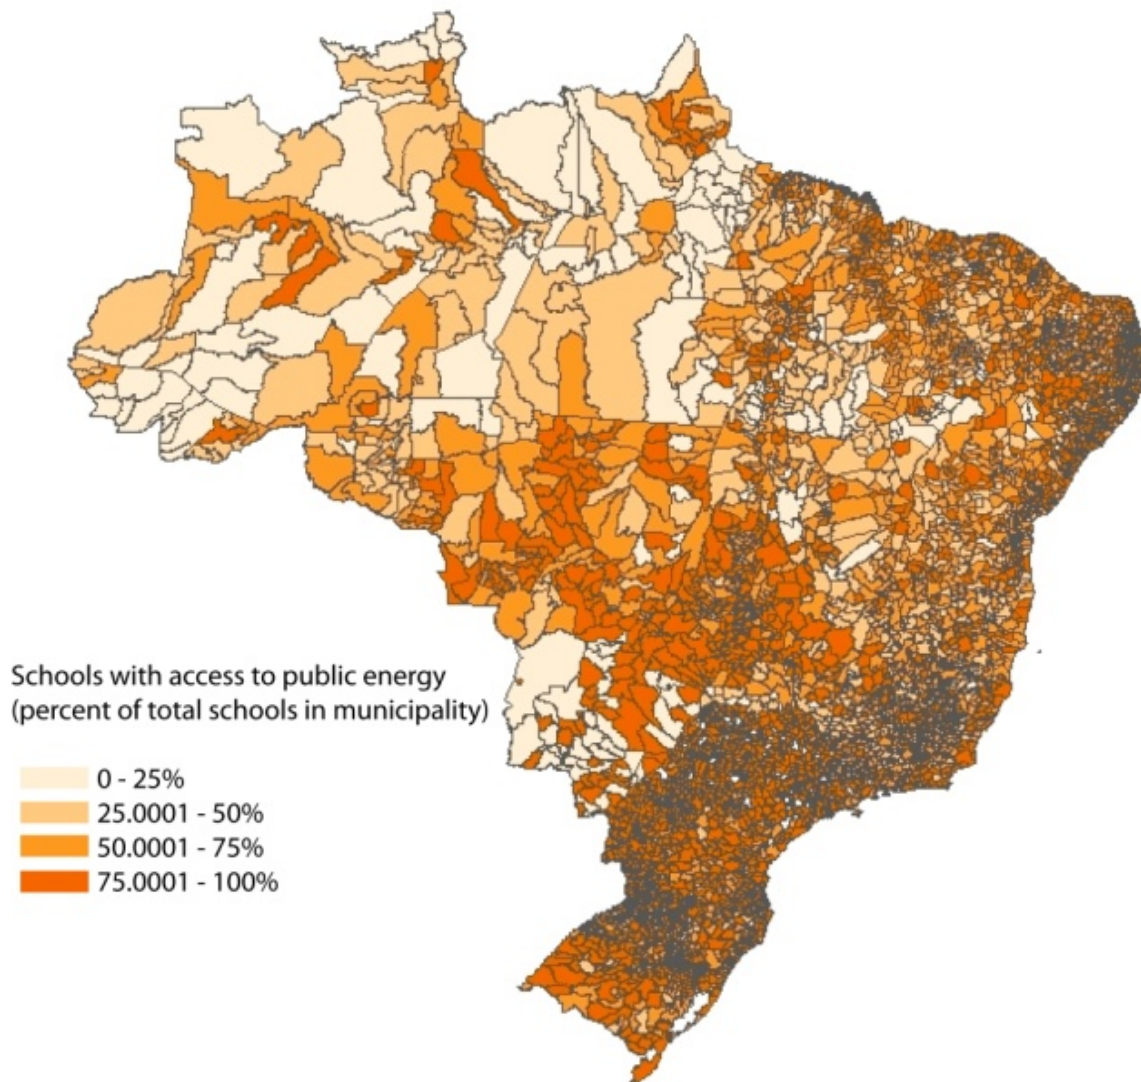 Schools with access to public energy
(percent of total schools in municipality)
0 - 25%
25.0001 - 50%
50.0001 - 75%
75.0001 - 100%